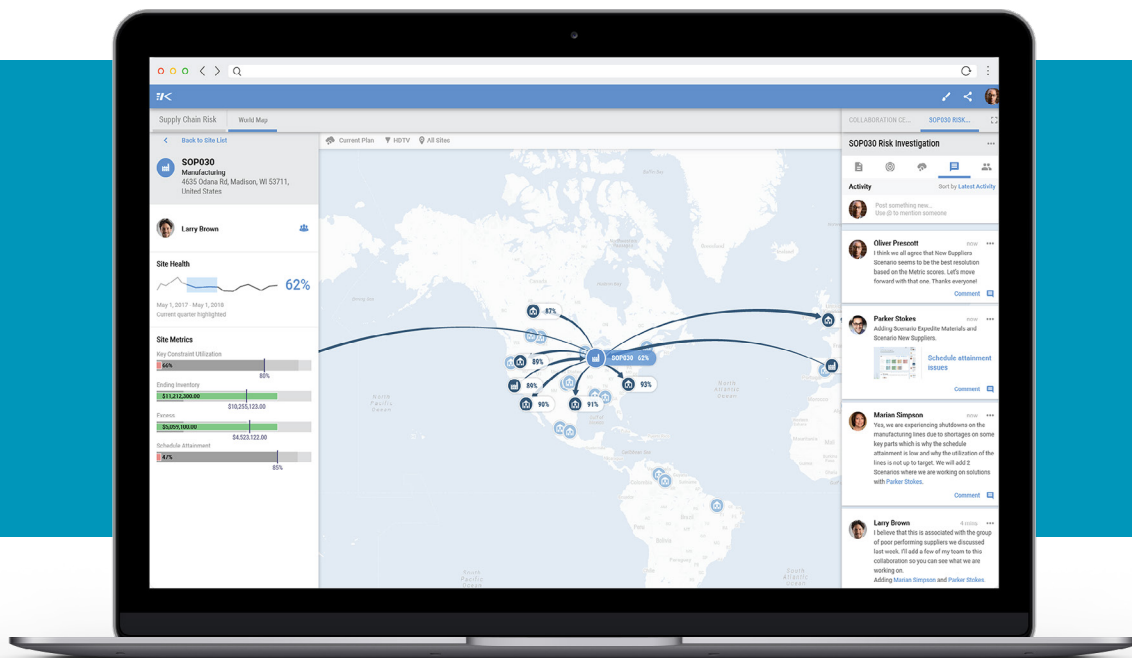 Supply Chain Risk
World Map
Back to Site List
SOP030
Manufacturing
4635 Odana Rd, Madison, WI 53711,
United States
Larry Brown
Site Health
62%
May 1, 2017 - May 1, 2018
Current quarter highlighted
Site Metrics
Key Constraint Utilization
66%
80%
Ending Inventory
$11,212,300.00
$10,255,123.00
$5,059,100.00
$4,523,122.00
Schedule Attainment
47%
85%
Current Plan
HDTV
All Sites
87%
89%
SOP030 62%
89%
93%
90%
91%
North
Pacific
Ocean
North
Atlantic
Ocean
South
Pacific
Ocean
South
Atlantic
Ocean
COLLABORATION CE...
SOP030 RISK...
SOP030 Risk Investigation
Activity
Sort by Latest Activity
Post something new...
Use @ to mention someone
Oliver Prescott
now
I think we all agree that New Suppliers
Scenario seems to be the best resolution
based on the Metric scores. Let's move
forward with that one. Thanks everyone!
Comment
Parker Stokes
now
Adding Scenario Expedite Materials and
Scenario New Suppliers.
Schedule attainment
issues
Comment
Marian Simpson
now
Yes, we are experiencing shutdowns on the
manufacturing lines due to shortages on some
key parts which is why the schedule
attainment is low and why the utilization of the
lines is not up to target. We will add 2
Scenarios where we are working on solutions
with Parker Stokes.
Comment
Larry Brown
I believe that this is associated with the group
of poor performing suppliers we discussed
last week. I'll add a few of my team to this
collaboration so you can see what we are
working on.
Adding Marian Simpson and Parker Stokes.